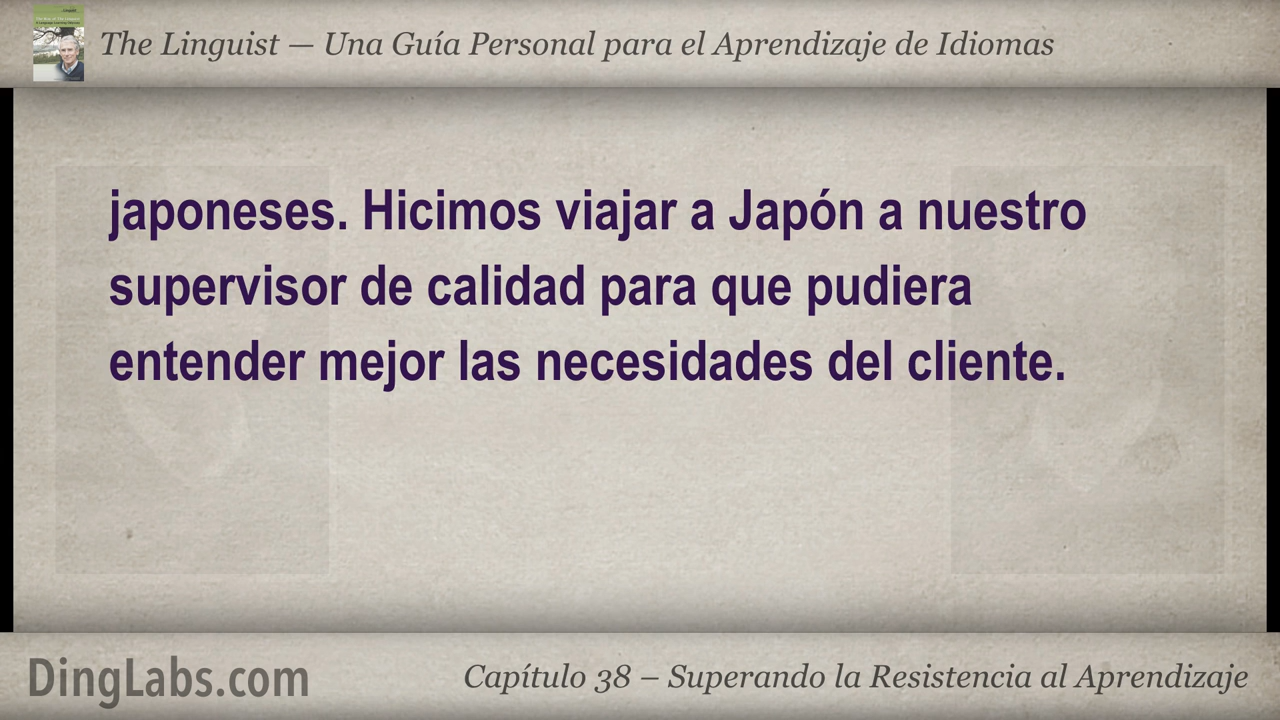 The Linguist — Una Guía Personal para el Aprendizaje de Idiomas
japoneses. Hicimos viajar a Japón a nuestro
supervisor de calidad para que pudiera
entender mejor las necesidades del cliente.
DingLabs.com
Capítulo 38 – Superando la Resistencia al Aprendizaje